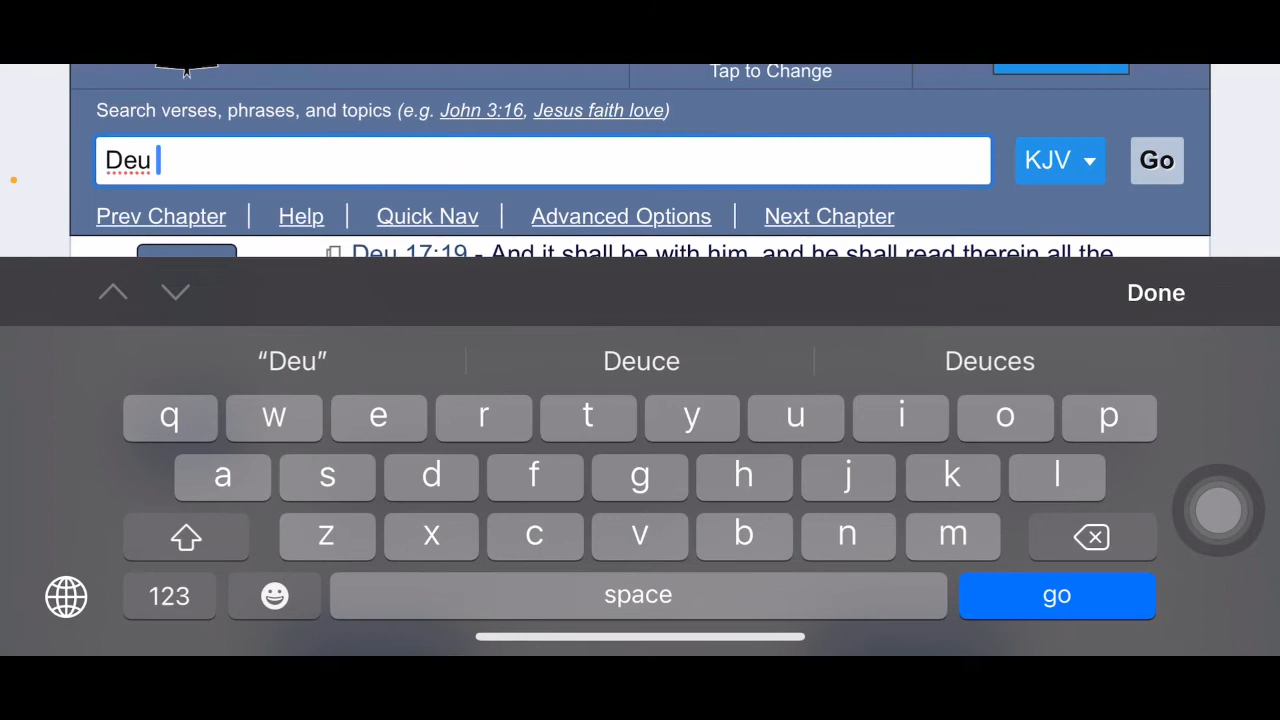 Tap to Change
Search verses, phrases, and topics (e.g. John 3:16, Jesus faith love)
Deu
KJV
Go
Prev Chapter | Help | Quick Nav | Advanced Options | Next Chapter
Deu 17:19 - And it shall be with him, and he shall read therein all the
Done
“Deu” Deuce Deuces
q w e r t y u i o p
a s d f g h j k l
z x c v b n m
123 space go